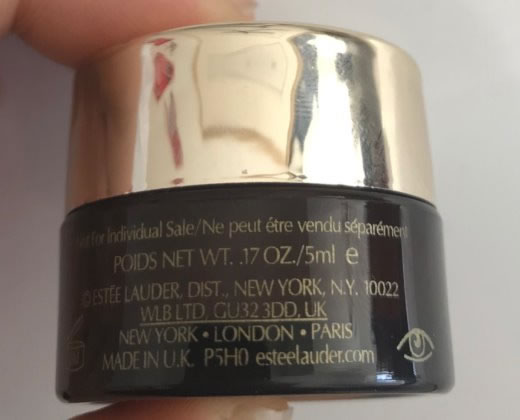 for Individual Sale/Ne peut être vendu séparément
POIDS NET WT. .17 OZ./5ml e
© ESTÉE LAUDER, DIST., NEW YORK, N.Y. 10022
WLB LTD, GU32 3DD, UK
NEW YORK • LONDON • PARIS
MADE IN U.K. P5H0 esteelauder.com